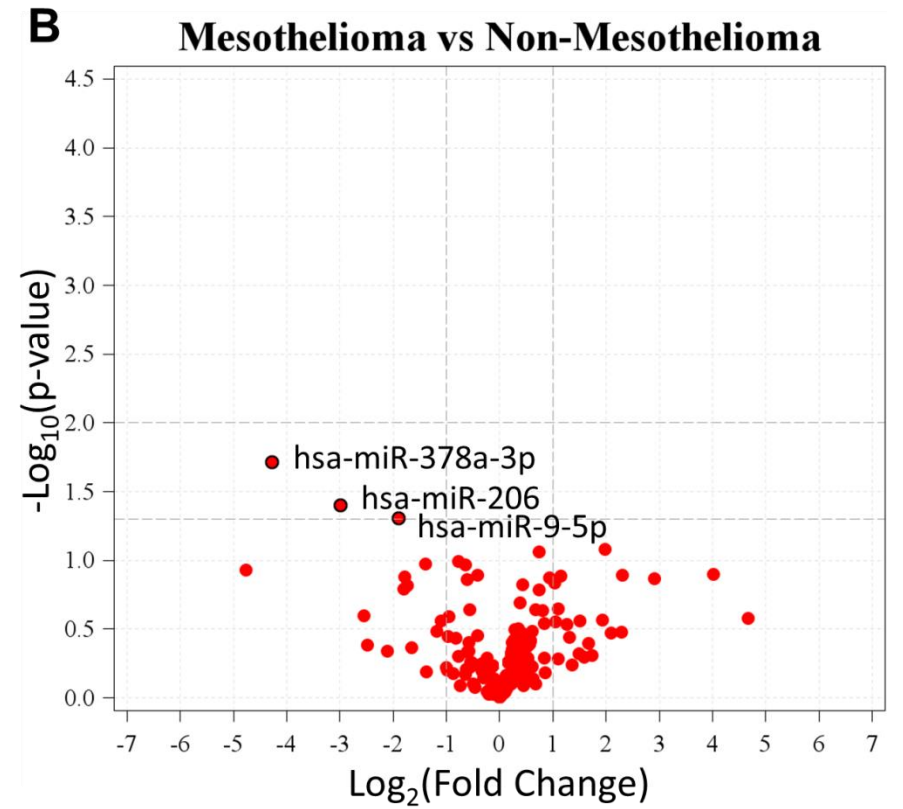 B
Mesothelioma vs Non-Mesothelioma
4.5
4.0
3.5
3.0
2.5
2.0
1.5
1.0
0.5
0.0
-Log10(p-value)
hsa-miR-378a-3p
hsa-miR-206
hsa-miR-9-5p
-7 -6 -5 -4 -3 -2 -1 0 1 2 3 4 5 6 7
Log2(Fold Change)